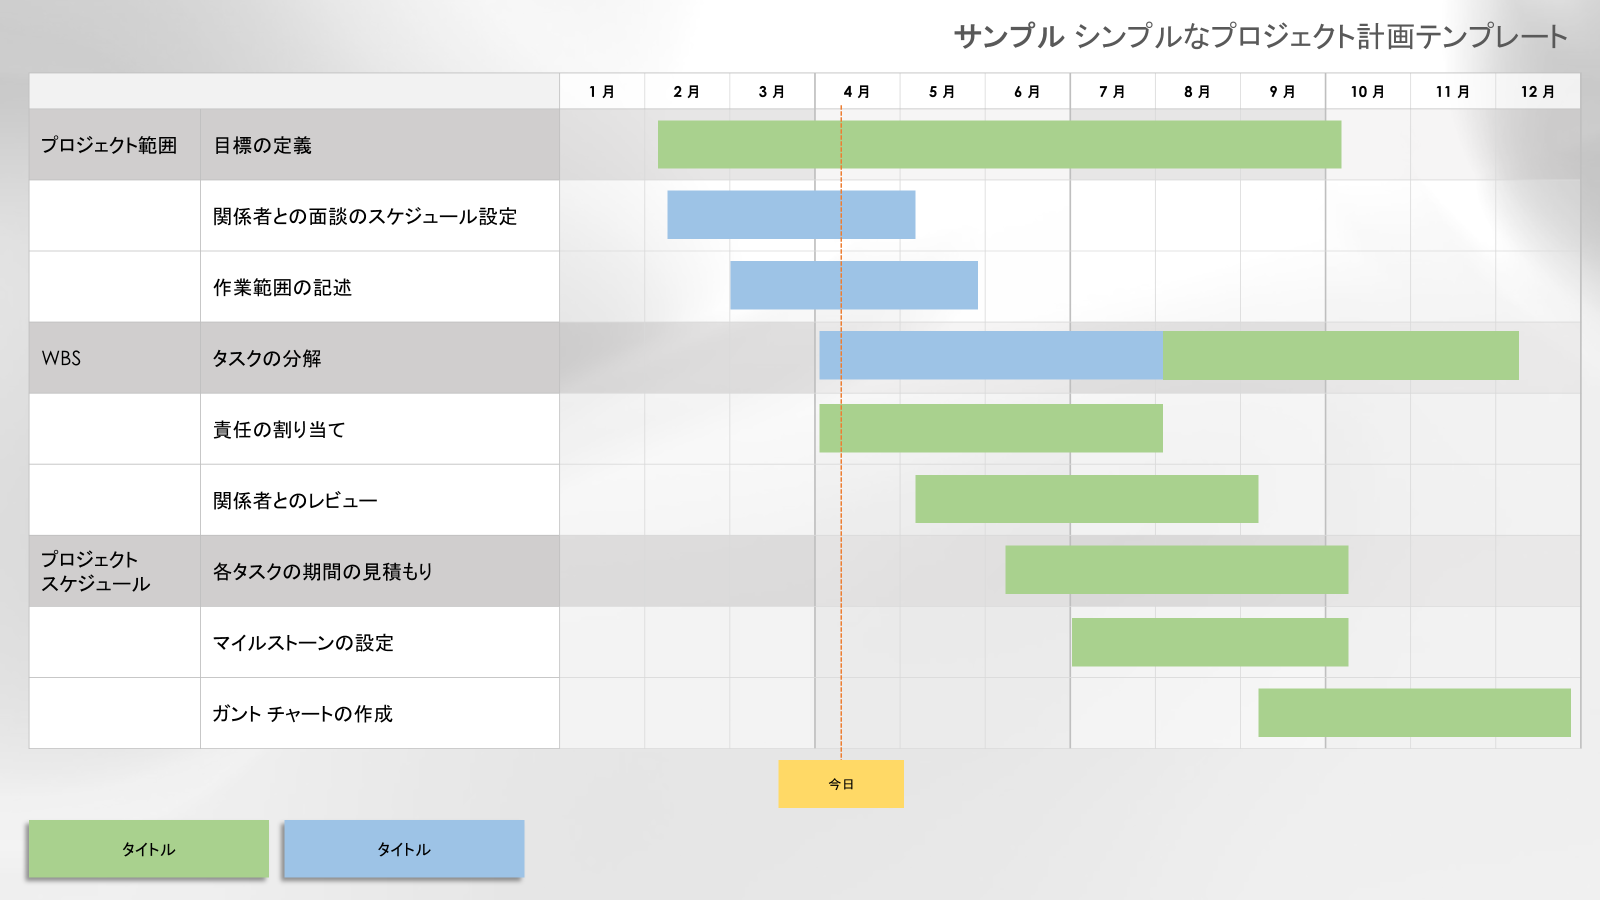 サンプル シンプルなプロジェクト計画テンプレート
1 月 2 月 3 月 4 月 5 月 6 月 7 月 8 月 9 月 10 月 11 月 12 月
プロジェクト範囲 目標の定義
関係者との面談のスケジュール設定
作業範囲の記述
WBS タスクの分解
責任の割り当て
関係者とのレビュー
プロジェクト
スケジュール
各タスクの期間の見積もり
マイルストーンの設定
ガント チャートの作成
今日
タイトル タイトル